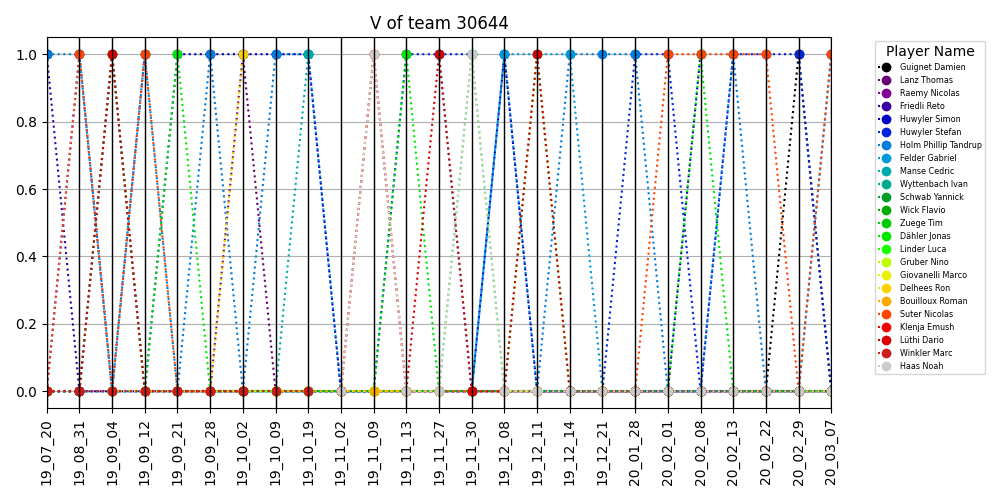 V of team 30644
1.0
0.8
0.6
0.4
0.2
0.0
19_07_20
19_08_31
19_09_04
19_09_12
19_09_21
19_09_28
19_10_02
19_10_09
19_10_19
19_11_02
19_11_09
19_11_13
19_11_27
19_11_30
19_12_08
19_12_11
19_12_14
19_12_21
20_01_28
20_02_01
20_02_08
20_02_13
20_02_22
20_02_29
20_03_07
Player Name
Guignet Damien
Lanz Thomas
Raemy Nicolas
Friedli Reto
Huwyler Simon
Huwyler Stefan
Holm Phillip Tandrup
Felder Gabriel
Manse Cedric
Wyttenbach Ivan
Schwab Yannick
Wick Flavio
Zuege Tim
Dähler Jonas
Linder Luca
Gruber Nino
Giovanelli Marco
Delhees Ron
Bouilloux Roman
Suter Nicolas
Klenja Emush
Lüthi Dario
Winkler Marc
Haas Noah